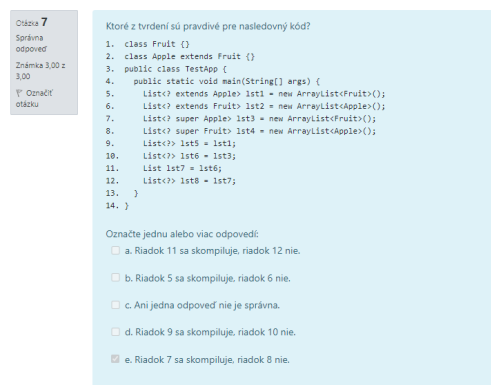 Otázka 7
Správna
odpoveď
Známka 3,00 z
3,00
Označiť
otázku
Ktoré z tvrdení sú pravdivé pre nasledovný kód?
1. class Fruit {}
2. class Apple extends Fruit {}
3. public class TestApp {
4. public static void main(String[] args) {
5. List<? extends Apple> lst1 = new ArrayList<Fruit>();
6. List<? extends Fruit> lst2 = new ArrayList<Apple>();
7. List<? super Apple> lst3 = new ArrayList<Fruit>();
8. List<? super Fruit> lst4 = new ArrayList<Apple>();
9. List<?> lst5 = lst1;
10. List<?> lst6 = lst3;
11. List lst7 = lst6;
12. List<?> lst8 = lst7;
13. }
14. }
Označte jednu alebo viac odpovedí:
a. Riadok 11 sa skompiluje, riadok 12 nie.
b. Riadok 5 sa skompiluje, riadok 6 nie.
c. Ani jedna odpoveď nie je správna.
d. Riadok 9 sa skompiluje, riadok 10 nie.
e. Riadok 7 sa skompiluje, riadok 8 nie.